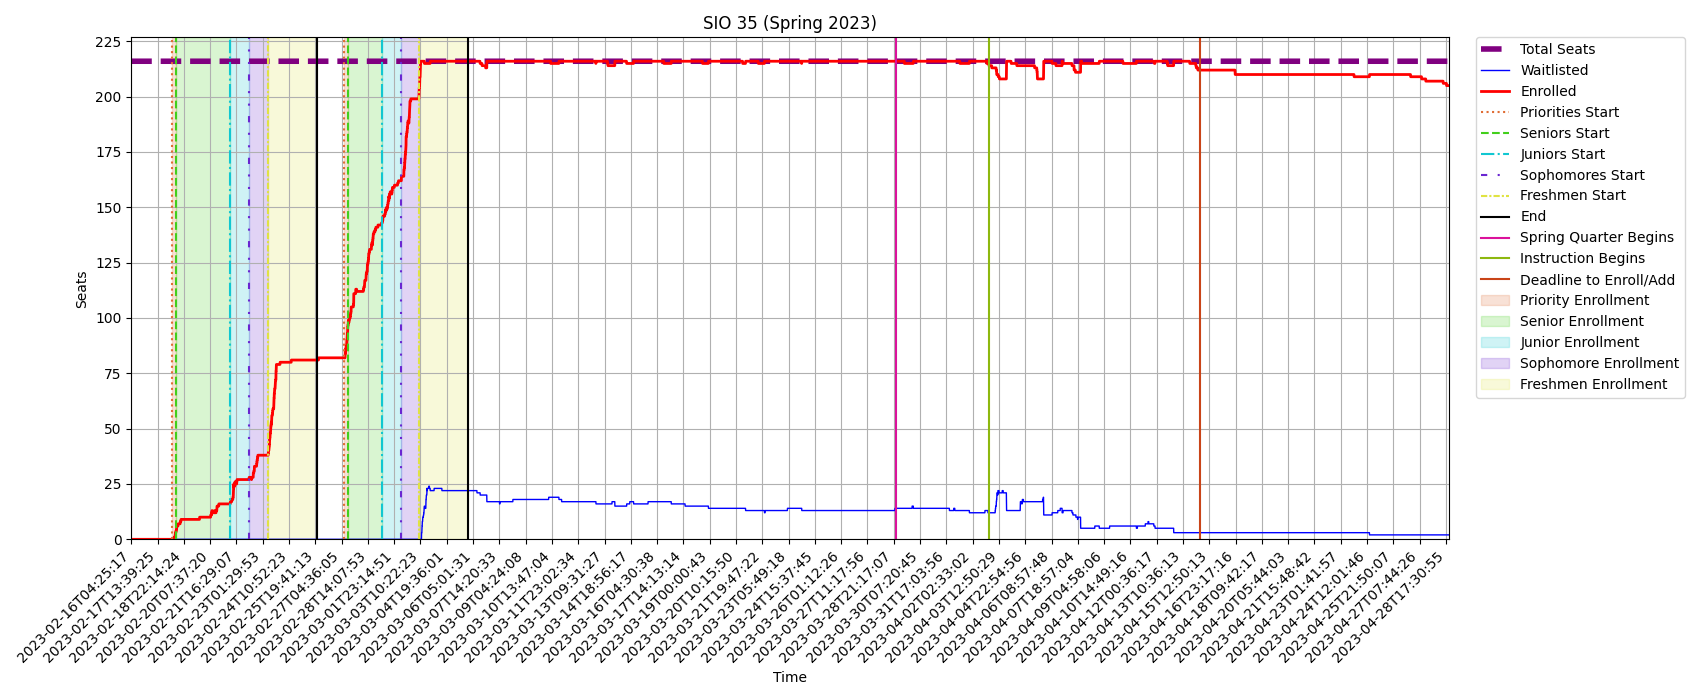 SIO 35 (Spring 2023)
Seats
225
200
175
150
125
100
75
50
25
0
2023-02-16T04:25:17
2023-02-17T13:39:25
2023-02-18T22:14:24
2023-02-20T07:37:20
2023-02-21T16:29:07
2023-02-23T01:29:53
2023-02-24T10:52:23
2023-02-25T19:41:13
2023-02-27T04:36:05
2023-02-28T14:07:53
2023-03-01T23:14:51
2023-03-03T10:22:23
2023-03-04T19:36:01
2023-03-06T05:01:31
2023-03-07T14:20:33
2023-03-09T04:24:08
2023-03-10T13:47:04
2023-03-11T23:02:34
2023-03-13T09:31:27
2023-03-14T18:56:17
2023-03-16T04:30:38
2023-03-17T14:13:14
2023-03-19T00:00:43
2023-03-20T10:15:50
2023-03-21T19:47:22
2023-03-23T05:49:18
2023-03-24T15:37:45
2023-03-26T01:12:26
2023-03-27T11:17:56
2023-03-28T21:17:07
2023-03-30T07:20:45
2023-03-31T17:03:56
2023-04-02T02:33:02
2023-04-03T12:50:29
2023-04-04T22:54:56
2023-04-06T08:57:48
2023-04-07T18:57:04
2023-04-09T04:58:06
2023-04-10T14:49:16
2023-04-12T00:36:17
2023-04-13T10:36:13
2023-04-15T12:50:13
2023-04-16T23:17:16
2023-04-18T09:42:17
2023-04-20T05:44:03
2023-04-21T15:48:42
2023-04-23T01:41:57
2023-04-24T12:01:46
2023-04-25T21:50:07
2023-04-27T07:44:26
2023-04-28T17:30:55
Time
Total Seats
Waitlisted
Enrolled
Priorities Start
Seniors Start
Juniors Start
Sophomores Start
Freshmen Start
End
Spring Quarter Begins
Instruction Begins
Deadline to Enroll/Add
Priority Enrollment
Senior Enrollment
Junior Enrollment
Sophomore Enrollment
Freshmen Enrollment